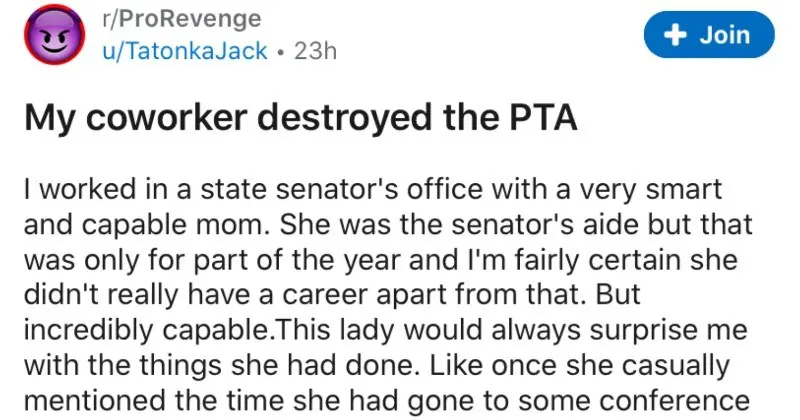 r/ProRevenge
u/TatonkaJack • 23h
+ Join
My coworker destroyed the PTA
I worked in a state senator's office with a very smart
and capable mom. She was the senator's aide but that
was only for part of the year and I'm fairly certain she
didn't really have a career apart from that. But
incredibly capable.This lady would always surprise me
with the things she had done. Like once she casually
mentioned the time she had gone to some conference